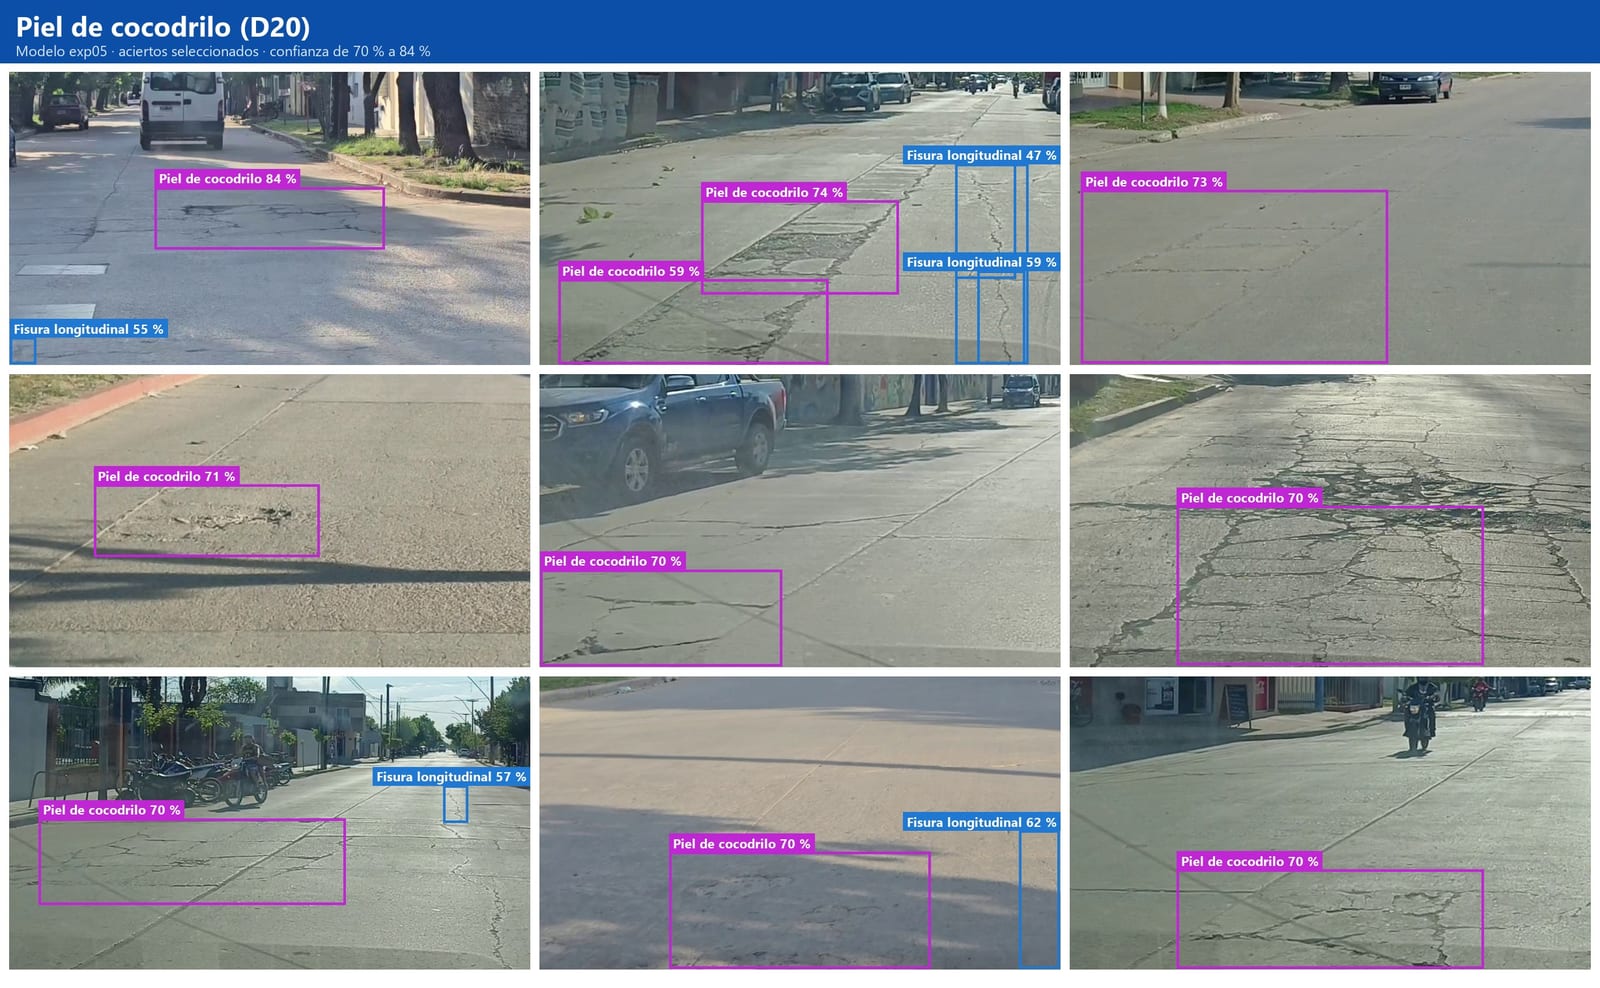 Piel de cocodrilo (D20)
Modelo exp05 · aciertos seleccionados · confianza de 70 % a 84 %
Piel de cocodrilo 84 %
Fisura longitudinal 55 %
Fisura longitudinal 47 %
Piel de cocodrilo 74 %
Fisura longitudinal 59 %
Piel de cocodrilo 59 %
Piel de cocodrilo 73 %
Piel de cocodrilo 71 %
Piel de cocodrilo 70 %
Piel de cocodrilo 70 %
Fisura longitudinal 57 %
Piel de cocodrilo 70 %
Fisura longitudinal 62 %
Piel de cocodrilo 70 %
Piel de cocodrilo 70 %